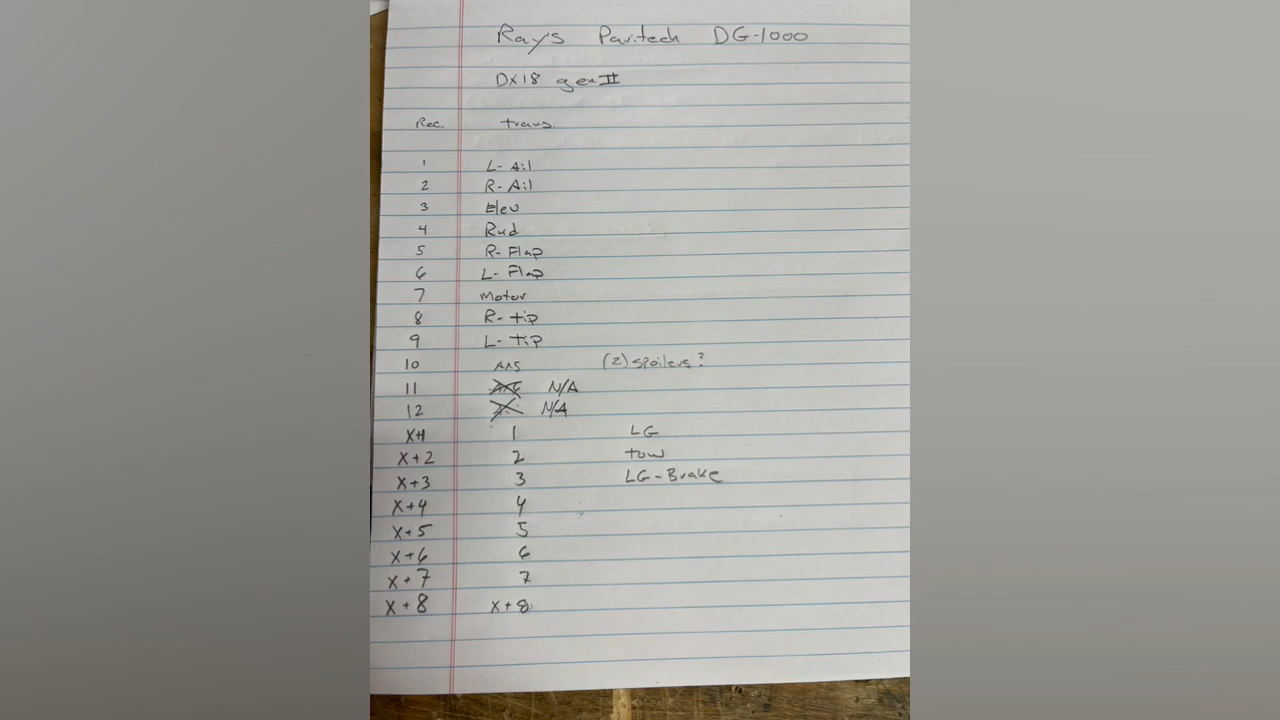 Rays Paritech DG-1000
DX18 gen II
Rec. trans.
1 L-Ail
2 R-Ail
3 Elev
4 Rud
5 R-Flap
6 L-Flap
7 Motor
8 R-tip
9 L-tip
10 (2) spoilers?
11 N/A
12 N/A
X+1 1 LG
X+2 2 tow
X+3 3 LG-Brake
X+4 4
X+5 5
X+6 6
X+7 7
X+8 X+8